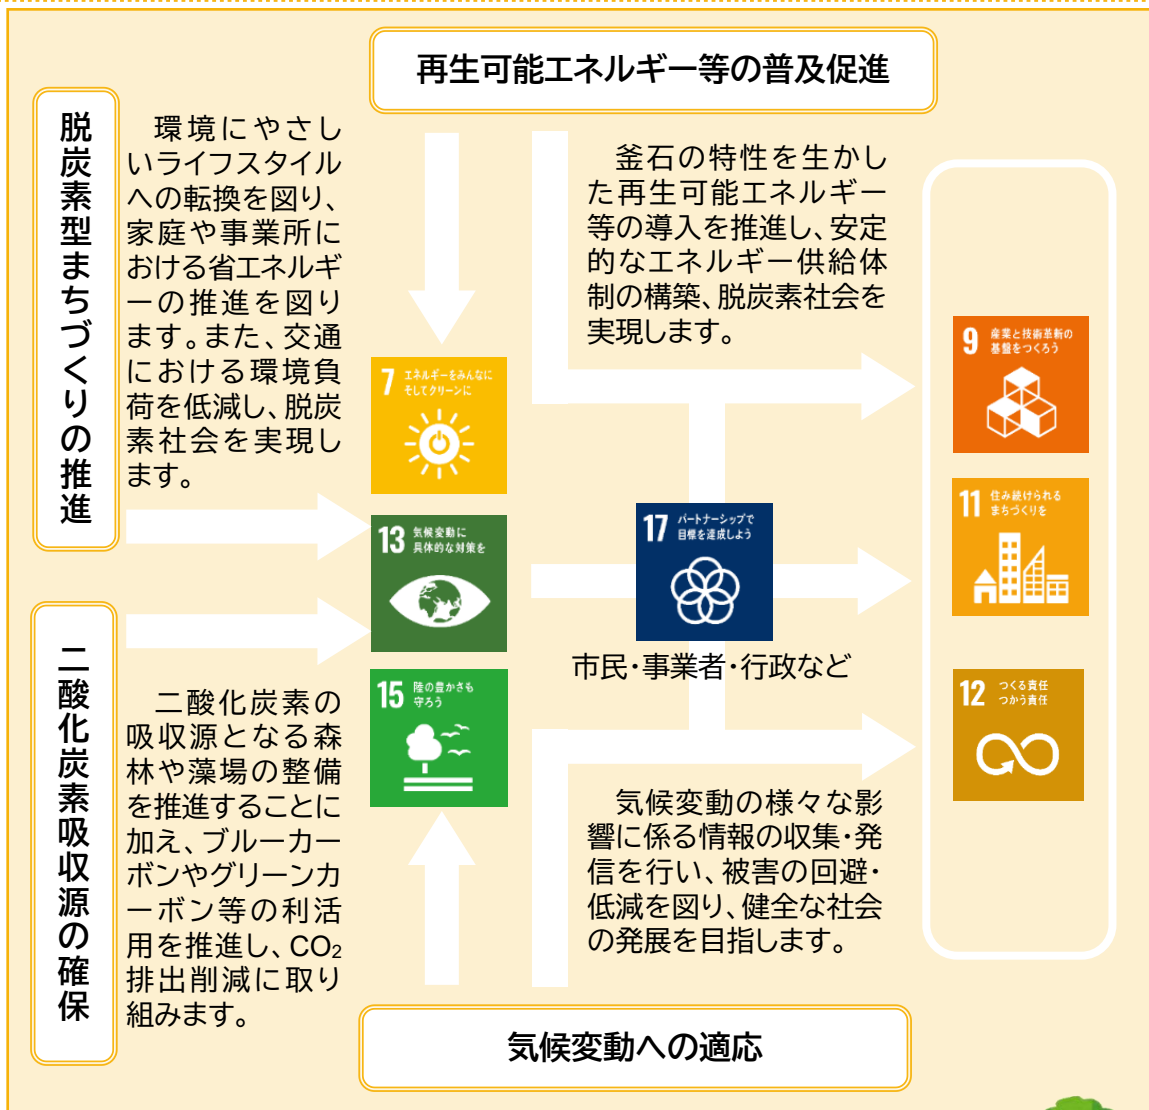 再生可能エネルギー等の普及促進
脱炭素型まちづくりの推進
環境にやさし
いライフスタイル
への転換を図り、
家庭や事業所に
おける省エネルギ
ーの推進を図り
ます。また、交通
における環境負
荷を低減し、脱炭
素社会を実現し
ます。
釜石の特性を生かし
た再生可能エネルギー
等の導入を推進し、安定
的なエネルギー供給体
制の構築、脱炭素社会を
実現します。
7 エネルギーをみんなに
そしてクリーンに
13 気候変動に
具体的な対策を
15 陸の豊かさも
守ろう
17 パートナーシップで
目標を達成しよう
市民・事業者・行政など
9 産業と技術革新の
基盤をつくろう
11 住み続けられる
まちづくりを
12 つくる責任
つかう責任
二酸化炭素吸収源の確保
二酸化炭素の
吸収源となる森
林や藻場の整備
を推進することに
加え、ブルーカー
ボンやグリーンカ
ーボン等の利活
用を推進し、CO₂
排出削減に取り
組みます。
気候変動の様々な影
響に係る情報の収集・発
信を行い、被害の回避・
低減を図り、健全な社会
の発展を目指します。
気候変動への適応